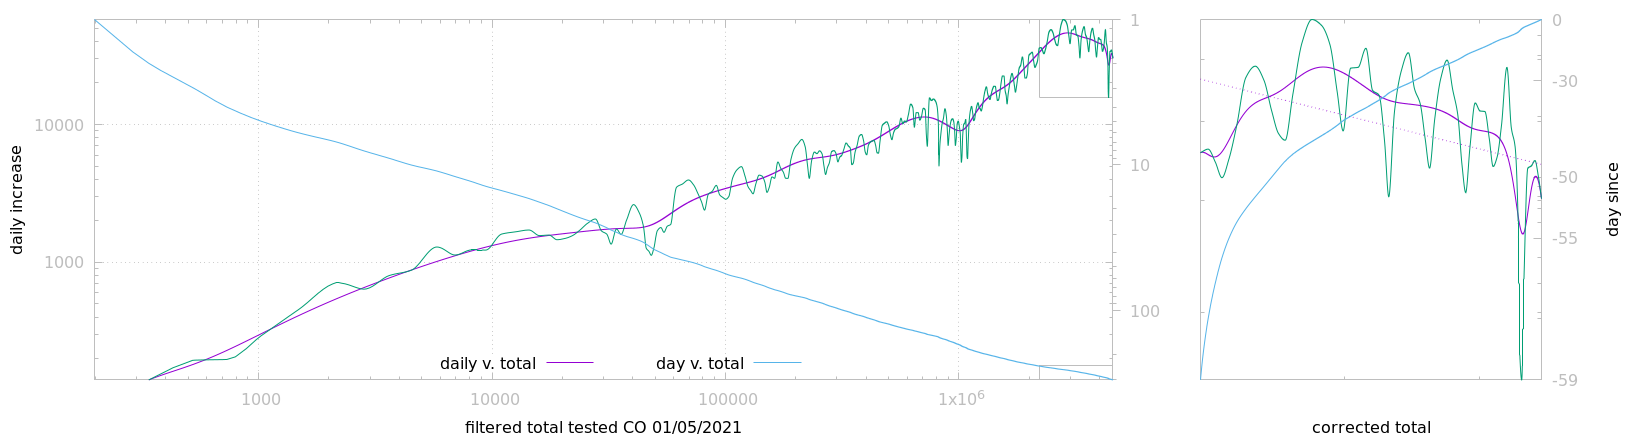 daily increase
10000
1000
1000
10000
100000
1x10^6
filtered total tested CO 01/05/2021
daily v. total
day v. total
1
10
100
0
-30
-50
-55
-59
day since
corrected total